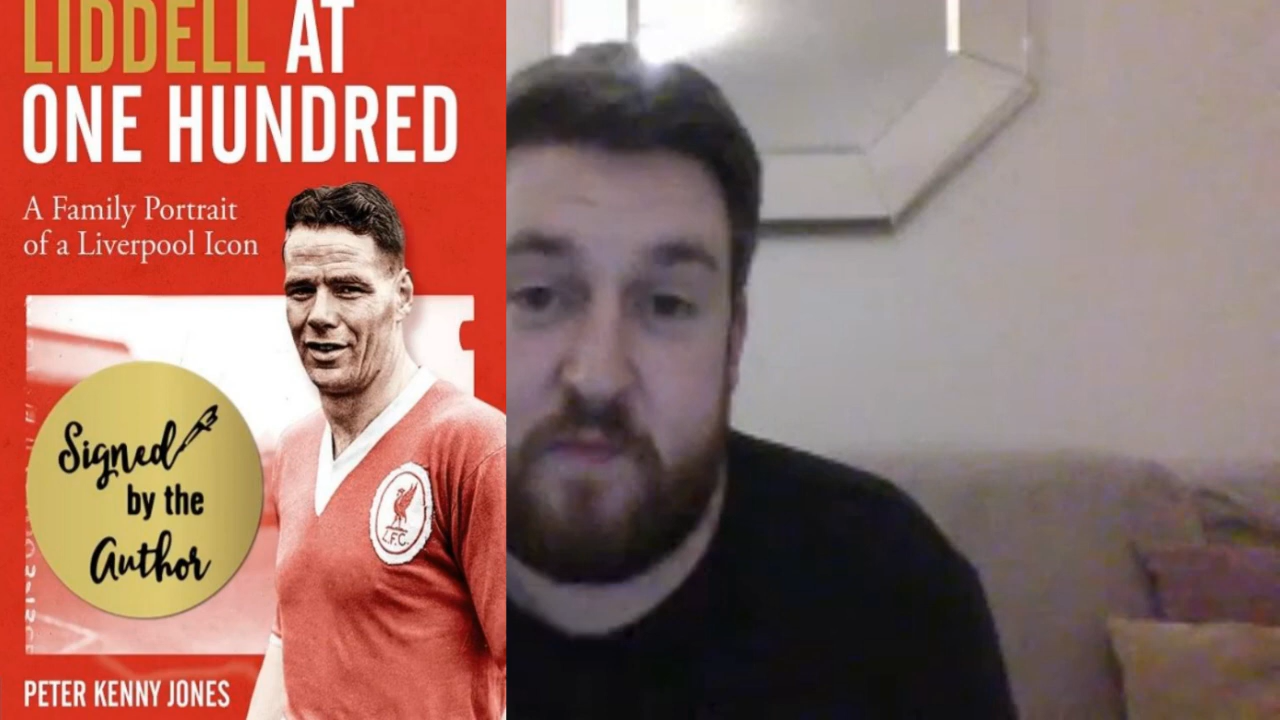 LIDDELL AT
ONE HUNDRED
A Family Portrait
of a Liverpool Icon
Signed
by the
Author
L.F.C.
PETER KENNY JONES